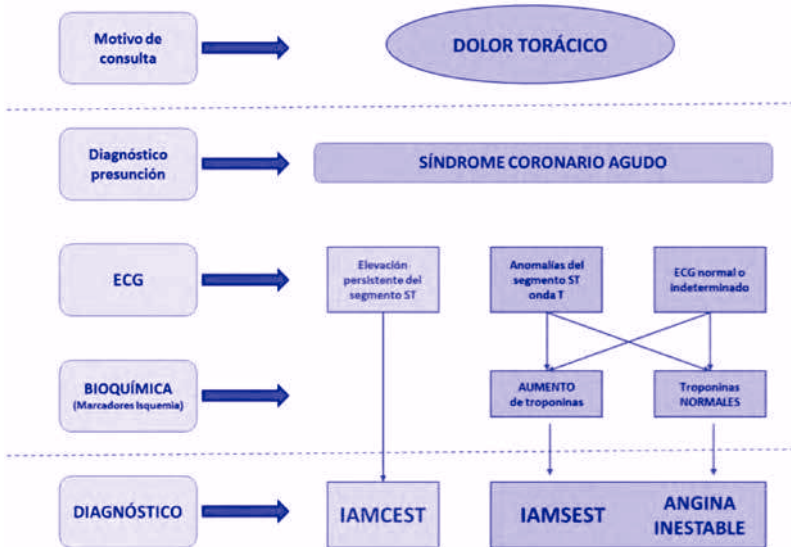 Motivo de
consulta
DOLOR TORÁCICO
Diagnóstico
presunción
SÍNDROME CORONARIO AGUDO
ECG
Elevación
persistente del
segmento ST
Anomalías del
segmento ST
onda T
ECG normal o
indeterminado
BIOQUÍMICA
(Marcadores Isquemia)
AUMENTO
de troponinas
Troponinas
NORMALES
DIAGNÓSTICO
IAMCEST
IAMSEST
ANGINA
INESTABLE